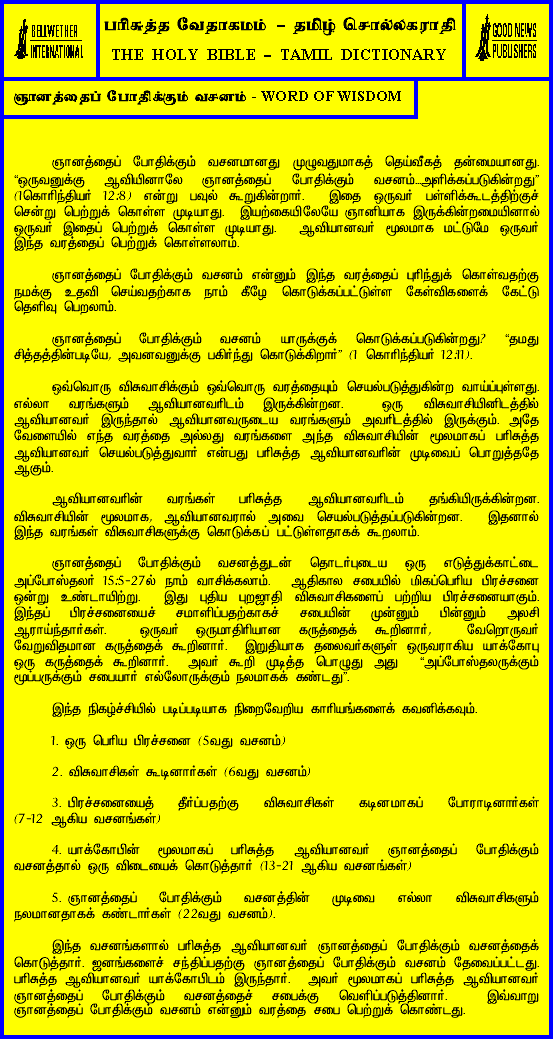 BELLWETHER
INTERNATIONAL
பரிசுத்த வேதாகமம் – தமிழ் சொல்லகராதி
THE HOLY BIBLE – TAMIL DICTIONARY
GOOD NEWS
PUBLISHERS
ஞானத்தைப் போதிக்கும் வசனம் - WORD OF WISDOM
ஞானத்தைப் போதிக்கும் வசனமானது முழுவதுமாகத் தெய்வீகத் தன்மையானது.
“ஒருவனுக்கு ஆவியினாலே ஞானத்தைப் போதிக்கும் வசனம்...அளிக்கப்படுகின்றது”
(1கொரிந்தியர் 12:8) என்று பவுல் கூறுகின்றார். இதை ஒருவர் பள்ளிக்கூடத்திற்குச்
சென்று பெற்றுக் கொள்ள முடியாது. இயற்கையிலேயே ஞானியாக இருக்கின்றமையினால்
ஒருவர் இதைப் பெற்றுக் கொள்ள முடியாது. ஆவியானவர் மூலமாக மட்டுமே ஒருவர்
இந்த வரத்தைப் பெற்றுக் கொள்ளலாம்.
ஞானத்தைப் போதிக்கும் வசனம் என்னும் இந்த வரத்தைப் புரிந்துக் கொள்வதற்கு
நமக்கு உதவி செய்வதற்காக நாம் கீழே கொடுக்கப்பட்டுள்ள கேள்விகளைக் கேட்டு
தெளிவு பெறலாம்.
ஞானத்தைப் போதிக்கும் வசனம் யாருக்குக் கொடுக்கப்படுகின்றது? “தமது
சித்தத்தின்படியே, அவனவனுக்கு பகிர்ந்து கொடுக்கிறார்” (1 கொரிந்தியர் 12:11).
ஒவ்வொரு விசுவாசிக்கும் ஒவ்வொரு வரத்தையும் செயல்படுத்துகின்ற வாய்ப்புள்ளது.
எல்லா வரங்களும் ஆவியானவரிடம் இருக்கின்றன. ஒரு விசுவாசியினிடத்தில்
ஆவியானவர் இருந்தால் ஆவியானவருடைய வரங்களும் அவரிடத்தில் இருக்கும். அதே
வேளையில் எந்த வரத்தை அல்லது வரங்களை அந்த விசுவாசியின் மூலமாகப் பரிசுத்த
ஆவியானவர் செயல்படுத்துவார் என்பது பரிசுத்த ஆவியானவரின் முடிவைப் பொறுத்ததே
ஆகும்.
ஆவியானவரின் வரங்கள் பரிசுத்த ஆவியானவரிடம் தங்கியிருக்கின்றன.
விசுவாசியின் மூலமாக, ஆவியானவரால் அவை செயல்படுத்தப்படுகின்றன. இதனால்
இந்த வரங்கள் விசுவாசிகளுக்கு கொடுக்கப் பட்டுள்ளதாகக் கூறலாம்.
ஞானத்தைப் போதிக்கும் வசனத்துடன் தொடர்புடைய ஒரு எடுத்துக்காட்டை
அப்போஸ்தலர் 15:5-27ல் நாம் வாசிக்கலாம். ஆதிகால சபையில் மிகப்பெரிய பிரச்சனை
ஒன்று உண்டாயிற்று. இது புதிய புறஜாதி விசுவாசிகளைப் பற்றிய பிரச்சனையாகும்.
இந்தப் பிரச்சனையைச் சமாளிப்பதற்காகச் சபையின் முன்னும் பின்னும் அலசி
ஆராய்ந்தார்கள். ஒருவர் ஒருமாதிரியான கருத்தைக் கூறினார், வேறொருவர்
வேறுவிதமான கருத்தைக் கூறினார். இறுதியாக தலைவர்களுள் ஒருவராகிய யாக்கோபு
ஒரு கருத்தைக் கூறினார். அவர் கூறி முடித்த பொழுது அது “அப்போஸ்தலருக்கும்
மூப்பருக்கும் சபையார் எல்லோருக்கும் நலமாகக் கண்டது”.
இந்த நிகழ்ச்சியில் படிப்படியாக நிறைவேறிய காரியங்களைக் கவனிக்கவும்.
1. ஒரு பெரிய பிரச்சனை (5வது வசனம்)
2. விசுவாசிகள் கூடினார்கள் (6வது வசனம்)
3. பிரச்சனையைத் தீர்ப்பதற்கு விசுவாசிகள் கடினமாகப் போராடினார்கள்
(7-12 ஆகிய வசனங்கள்)
4. யாக்கோபின் மூலமாகப் பரிசுத்த ஆவியானவர் ஞானத்தைப் போதிக்கும்
வசனத்தால் ஒரு விடையைக் கொடுத்தார் (13-21 ஆகிய வசனங்கள்)
5. ஞானத்தைப் போதிக்கும் வசனத்தின் முடிவை எல்லா விசுவாசிகளும்
நலமானதாகக் கண்டார்கள் (22வது வசனம்).
இந்த வசனங்களால் பரிசுத்த ஆவியானவர் ஞானத்தைப் போதிக்கும் வசனத்தைக்
கொடுத்தார். ஜனங்களைச் சந்திப்பதற்கு ஞானத்தைப் போதிக்கும் வசனம் தேவைப்பட்டது.
பரிசுத்த ஆவியானவர் யாக்கோபிடம் இருந்தார். அவர் மூலமாகப் பரிசுத்த ஆவியானவர்
ஞானத்தைப் போதிக்கும் வசனத்தைச் சபைக்கு வெளிப்படுத்தினார். இவ்வாறு
ஞானத்தைப் போதிக்கும் வசனம் என்னும் வரத்தை சபை பெற்றுக் கொண்டது.